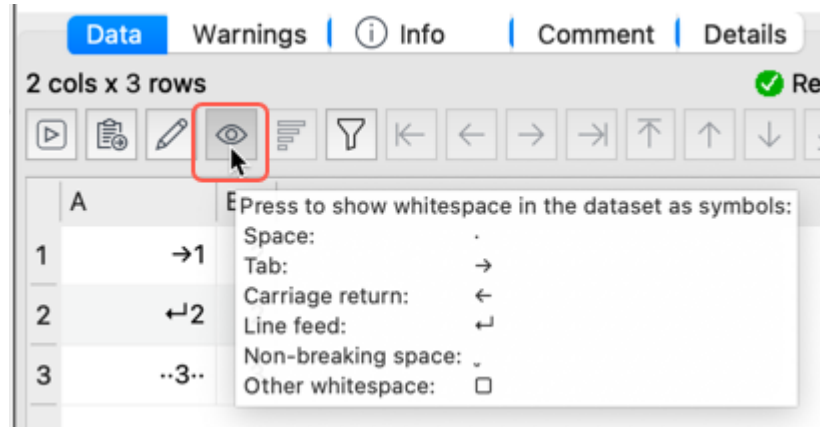 Data Warnings Info Comment Details
2 cols x 3 rows
A
Press to show whitespace in the dataset as symbols:
Space: ·
Tab: →
1 →1
Carriage return: ←
Line feed: ↵
2 ↵2
Non-breaking space: ˬ
Other whitespace: ☐
3 ··3··